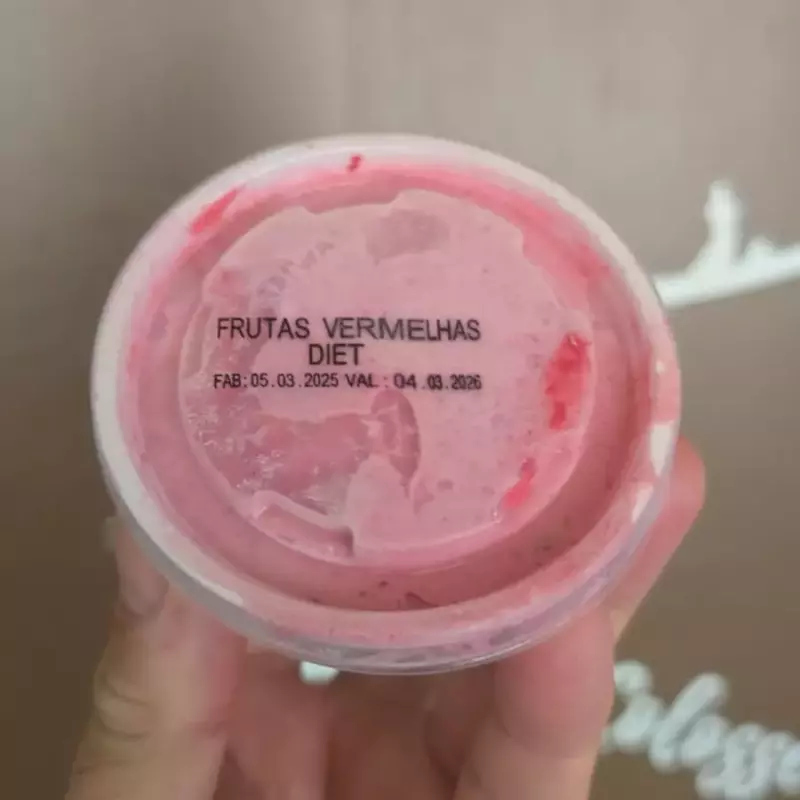 FRUTAS VERMELHAS
DIET
FAB: 05.03.2025 VAL: 04.03.2026